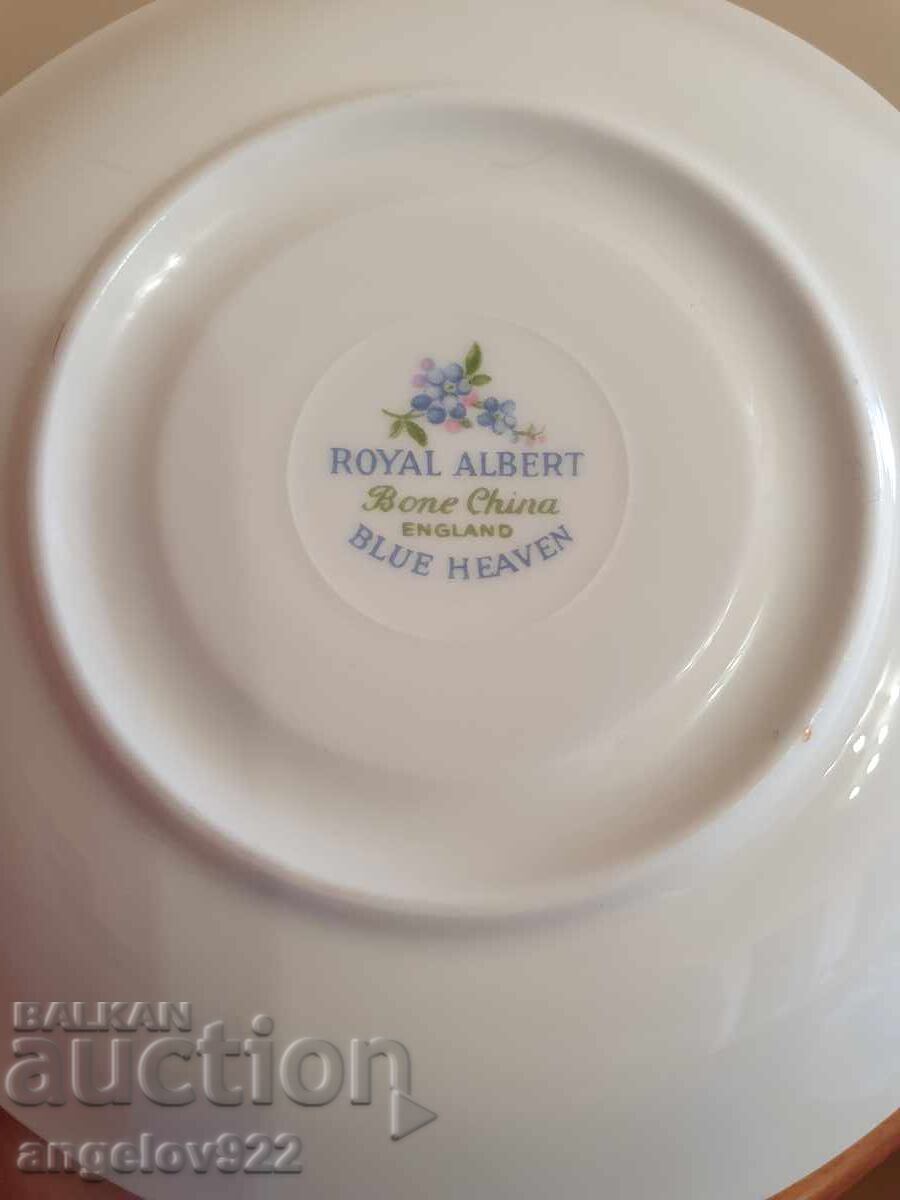 ROYAL ALBERT
Bone China
ENGLAND
BLUE HEAVEN
BALKAN
auction
angelov922